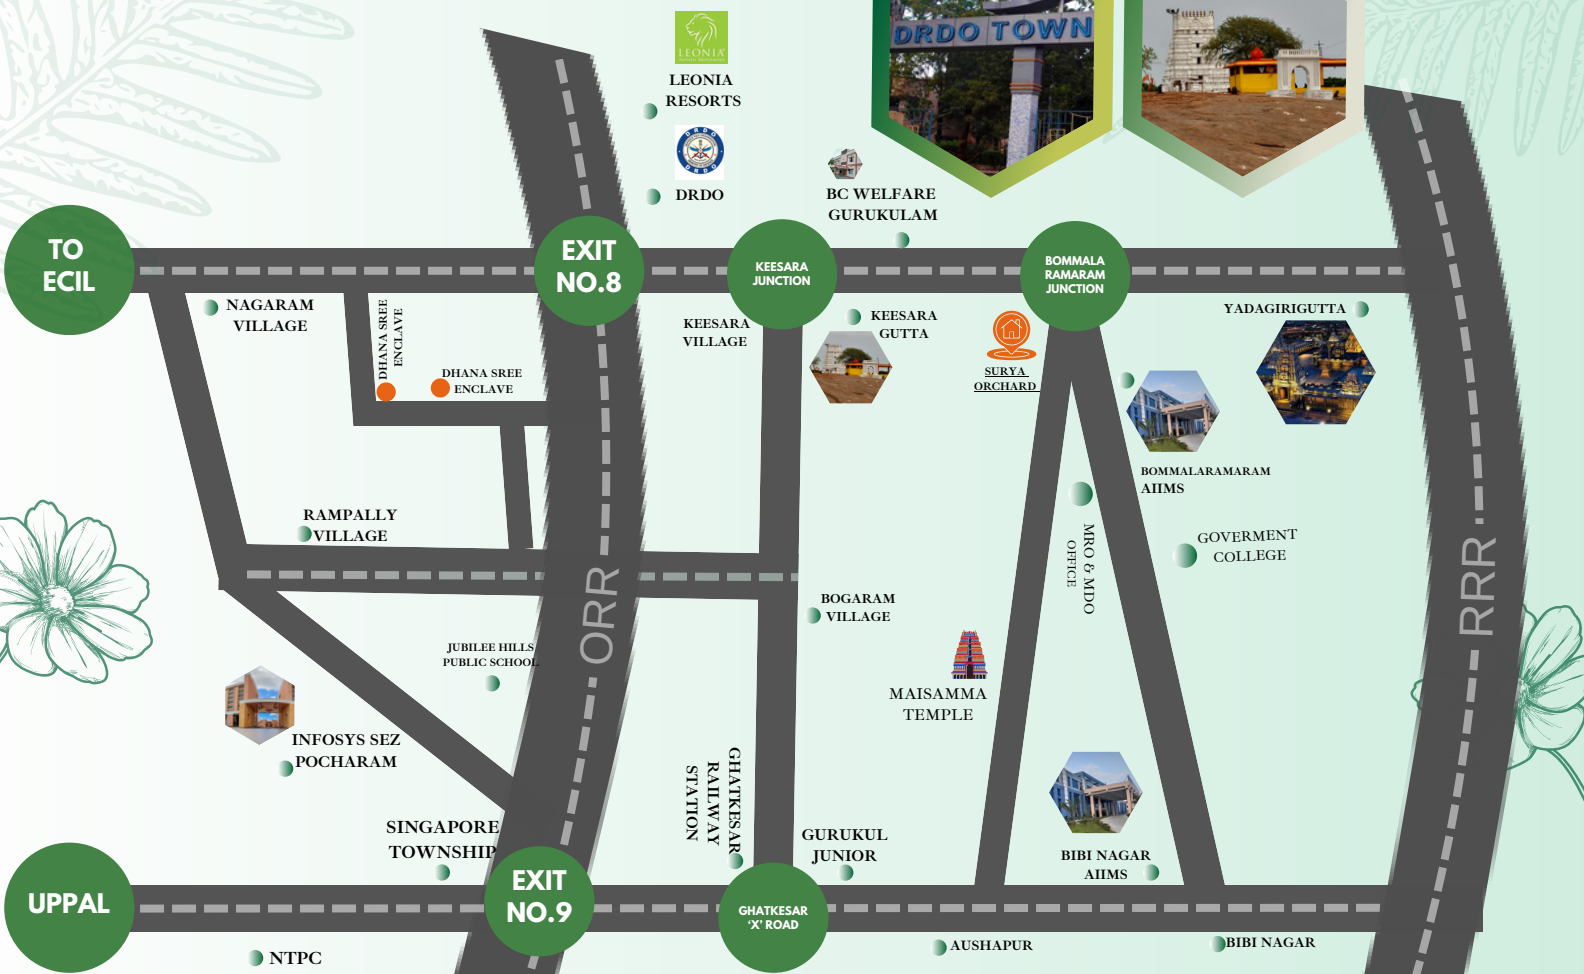 DRDO TOWN
LEONIA
LEONIA
RESORTS
DRDO
DRDO
BC WELFARE
GURUKULAM
TO
ECIL
EXIT
NO.8
KEESARA
JUNCTION
BOMMALA
RAMARAM
JUNCTION
NAGARAM
VILLAGE
DHANA SREE
ENCLAVE
DHANA SREE
ENCLAVE
KEESARA
VILLAGE
KEESARA
GUTTA
SURYA
ORCHARD
YADAGIRIGUTTA
BOMMALARAMARAM
AIIMS
RAMPALLY
VILLAGE
MRO & MDO
OFFICE
GOVERMENT
COLLEGE
ORR
RRR
BOGARAM
VILLAGE
JUBILEE HILLS
PUBLIC SCHOOL
MAISAMMA
TEMPLE
INFOSYS SEZ
POCHARAM
GHATKESAR
RAILWAY
STATION
SINGAPORE
TOWNSHIP
GURUKUL
JUNIOR
BIBI NAGAR
AIIMS
UPPAL
EXIT
NO.9
GHATKESAR
‘X’ ROAD
NTPC
AUSHAPUR
BIBI NAGAR